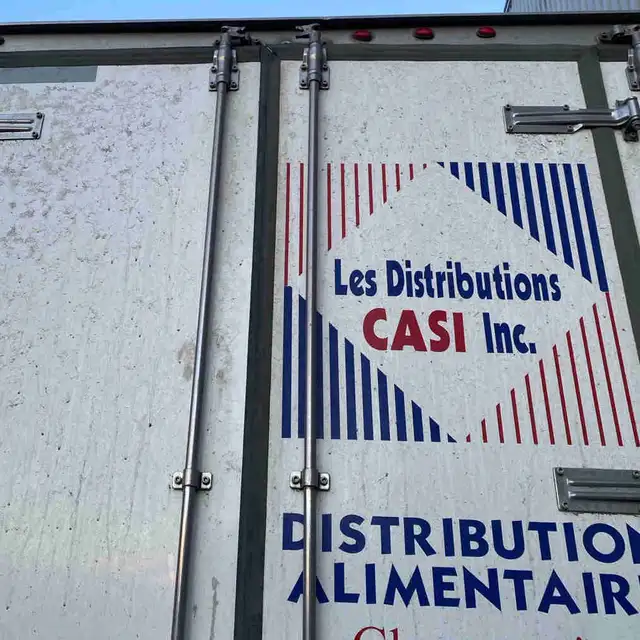 Les Distributions
CASI Inc.
DISTRIBUTION
ALIMENTAIR